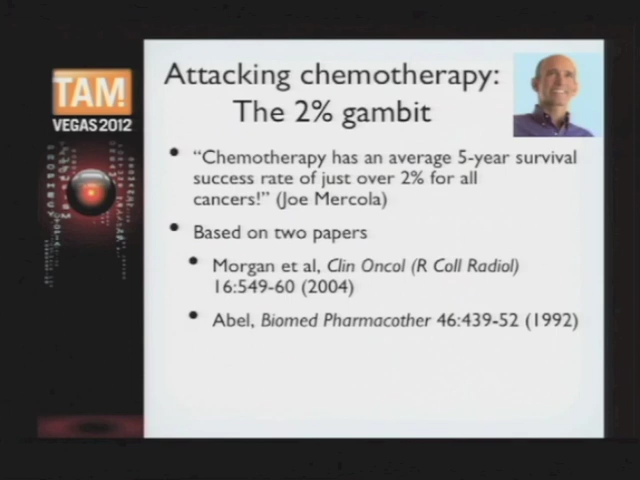 TAM!
VEGAS 2012
Attacking chemotherapy:
The 2% gambit
• “Chemotherapy has an average 5-year survival
success rate of just over 2% for all
cancers!” (Joe Mercola)
• Based on two papers
• Morgan et al, Clin Oncol (R Coll Radiol)
16:549-60 (2004)
• Abel, Biomed Pharmacother 46:439-52 (1992)